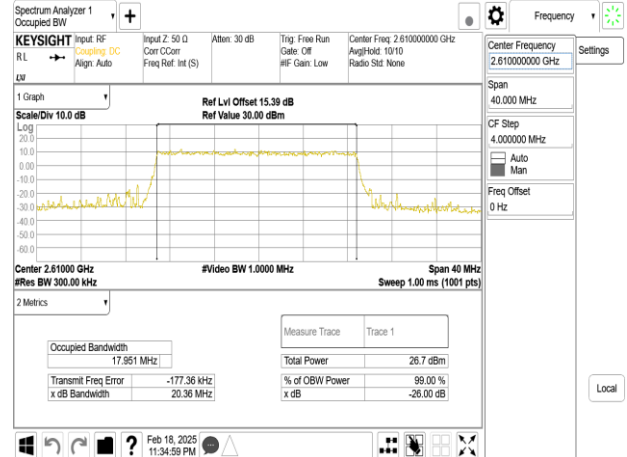 Spectrum Analyzer 1
Occupied BW
Frequency
KEYSIGHT
RL
Input: RF
Coupling: DC
Align: Auto
Input Z: 50 Ω
Corr CCorr
Freq Ref: Int (S)
Atten: 30 dB
Trig: Free Run
Gate: Off
#IF Gain: Low
Center Freq: 2.610000000 GHz
Avg|Hold: 10/10
Radio Std: None
Center Frequency
2.610000000 GHz
Settings
Span
40.000 MHz
CF Step
4.000000 MHz
Auto
Man
Freq Offset
0 Hz
Local
1 Graph
Scale/Div 10.0 dB
Ref Lvl Offset 15.39 dB
Ref Value 30.00 dBm
Log
20.0
10.0
0.00
-10.0
-20.0
-30.0
-40.0
-50.0
-60.0
Center 2.61000 GHz
#Res BW 300.00 kHz
#Video BW 1.0000 MHz
Span 40 MHz
Sweep 1.00 ms (1001 pts)
2 Metrics
Measure Trace
Trace 1
Occupied Bandwidth
17.951 MHz
Total Power
26.7 dBm
Transmit Freq Error
-177.36 kHz
% of OBW Power
99.00 %
x dB Bandwidth
20.36 MHz
x dB
-26.00 dB
?
Feb 18, 2025
11:34:59 PM